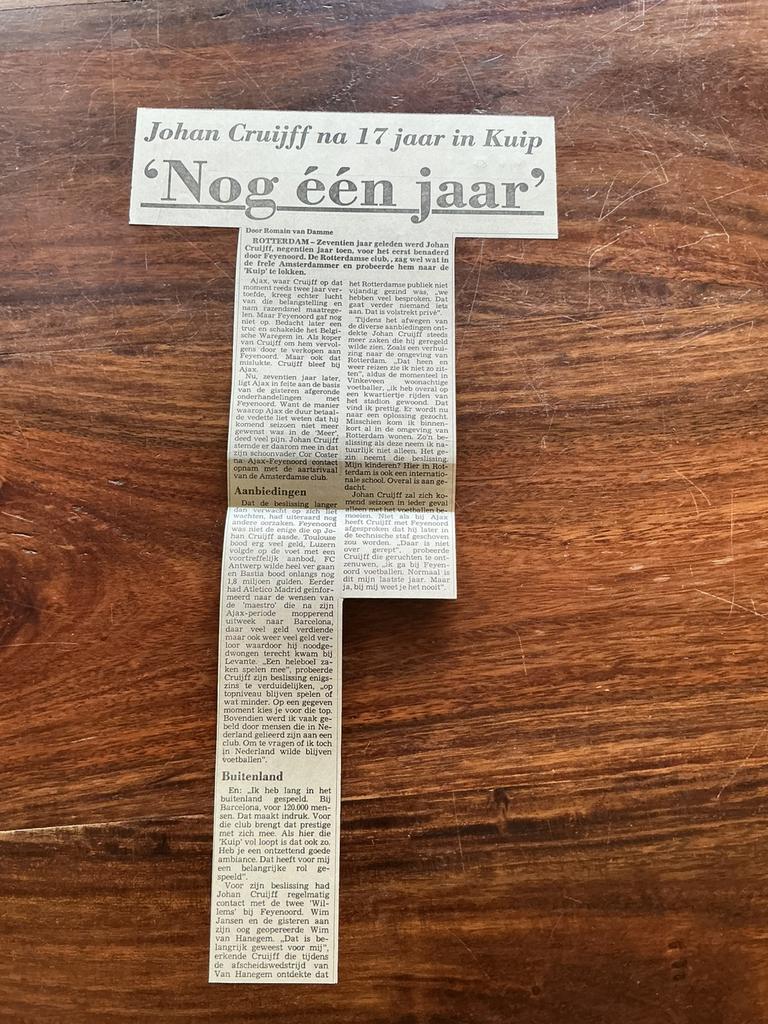 Johan Cruijff na 17 jaar in Kuip
‘Nog één jaar’
Door Romain van Damme
ROTTERDAM – Zeventien jaar geleden werd Johan
Cruijff, negentien jaar toen, voor het eerst benaderd
door Feyenoord. De Rotterdamse club, , zag wel wat in
de frele Amsterdammer en probeerde hem naar de
'Kuip' te lokken.
Ajax, waar Cruijff op dat
moment reeds twee jaar ver-
toefde, kreeg echter lucht
van die belangstelling en
nam razendsnel maatrege-
len. Maar Feyenoord gaf nog
niet op. Bedacht later een
truc en schakelde het Belgi-
sche Waregem in. Als koper
van Cruijff om hem vervol-
gens door te verkopen aan
Feyenoord. Maar ook dat
mislukte. Cruijff bleef bij
Ajax.
Nu, zeventien jaar later,
ligt Ajax in feite aan de basis
van de gisteren afgeronde
onderhandelingen met
Feyenoord. Want de manier
waarop Ajax de duur betaal-
de vedette liet weten dat hij
komend seizoen niet meer
gewenst was in de 'Meer'
deed veel pijn. Johan Cruijff
stemde er daarom mee in dat
zijn schoonvader Cor Coster
na Ajax-Feyenoord contact
opnam met de aartsrivaal
van de Amsterdamse club.
Aanbiedingen
Dat de beslissing langer
dan verwacht op zich liet
wachten, had uiteraard nog
andere oorzaken. Feyenoord
was niet de enige die op Jo-
han Cruijff aasde. Toulouse
bood erg veel geld, Luzern
volgde op de voet met een
voortreffelijk aanbod, FC
Antwerp wilde heel ver gaan
en Bastia bood onlangs nog
1,8 miljoen gulden. Eerder
had Atletico Madrid geïnfor-
meerd naar de wensen van
de 'maestro' die na zijn
Ajax-periode mopperend
uitweek naar Barcelona,
daar veel geld verdiende
maar ook weer veel geld ver-
loor waardoor hij noodge-
dwongen terecht kwam bij
Levante. „Een heleboel za-
ken spelen mee", probeerde
Cruijff zijn beslissing enigs-
zins te verduidelijken, „op
topniveau blijven spelen of
wat minder. Op een gegeven
moment kies je voor die top.
Bovendien werd ik vaak ge-
beld door mensen die in Ne-
derland gelieerd zijn aan een
club. Om te vragen of ik toch
in Nederland wilde blijven
voetballen".
Buitenland
En: „Ik heb lang in het
buitenland gespeeld. Bij
Barcelona, voor 120.000 men-
sen. Dat maakt indruk. Voor
die club brengt dat prestige
met zich mee. Als hier die
'Kuip' vol loopt is dat ook zo.
Heb je een ontzettend goede
ambiance. Dat heeft voor mij
een belangrijke rol ge-
speeld".
Voor zijn beslissing had
Johan Cruijff regelmatig
contact met de twee 'Wil-
lems' bij Feyenoord. Wim
Jansen en de gisteren aan
zijn oog geopereerde Wim
van Hanegem. „Dat is be-
langrijk geweest voor mij",
erkende Cruijff die tijdens
de afscheidswedstrijd van
Van Hanegem ontdekte dat
het Rotterdamse publiek niet
vijandig gezind was, „we
hebben veel besproken. Dat
gaat verder niemand iets
aan. Dat is volstrekt privé".
Tijdens het afwegen van
de diverse aanbiedingen ont-
dekte Johan Cruijff steeds
meer zaken die hij geregeld
wilde zien. Zoals een verhui-
zing naar de omgeving van
Rotterdam. „Dat heen en
weer reizen zie ik niet zo zit-
ten", aldus de momenteel in
Vinkeveen woonachtige
voetballer, „ik heb overal op
een kwartiertje rijden van
het stadion gewoond. Dat
vind ik prettig. Er wordt nu
naar een oplossing gezocht.
Misschien kom ik binnen-
kort al in de omgeving van
Rotterdam wonen. Zo'n be-
slissing als deze neem ik na-
tuurlijk niet alleen. Het ge-
zin neemt die beslissing.
Mijn kinderen? Hier in Rot-
terdam is ook een internatio-
nale school. Overal is aan ge-
dacht.
Johan Cruijff zal zich ko-
mend seizoen in ieder geval
alleen met het voetballen be-
moeien. Niet als bij Ajax
heeft Cruijff met Feyenoord
afgesproken dat hij later in
de technische staf geschoven
zou worden. „Daar is niet
over gerept", probeerde
Cruijff die geruchten te ont-
zenuwen, „ik ga bij Feyen-
oord voetballen. Normaal is
dit mijn laatste jaar. Maar
ja, bij mij weet je het nooit".